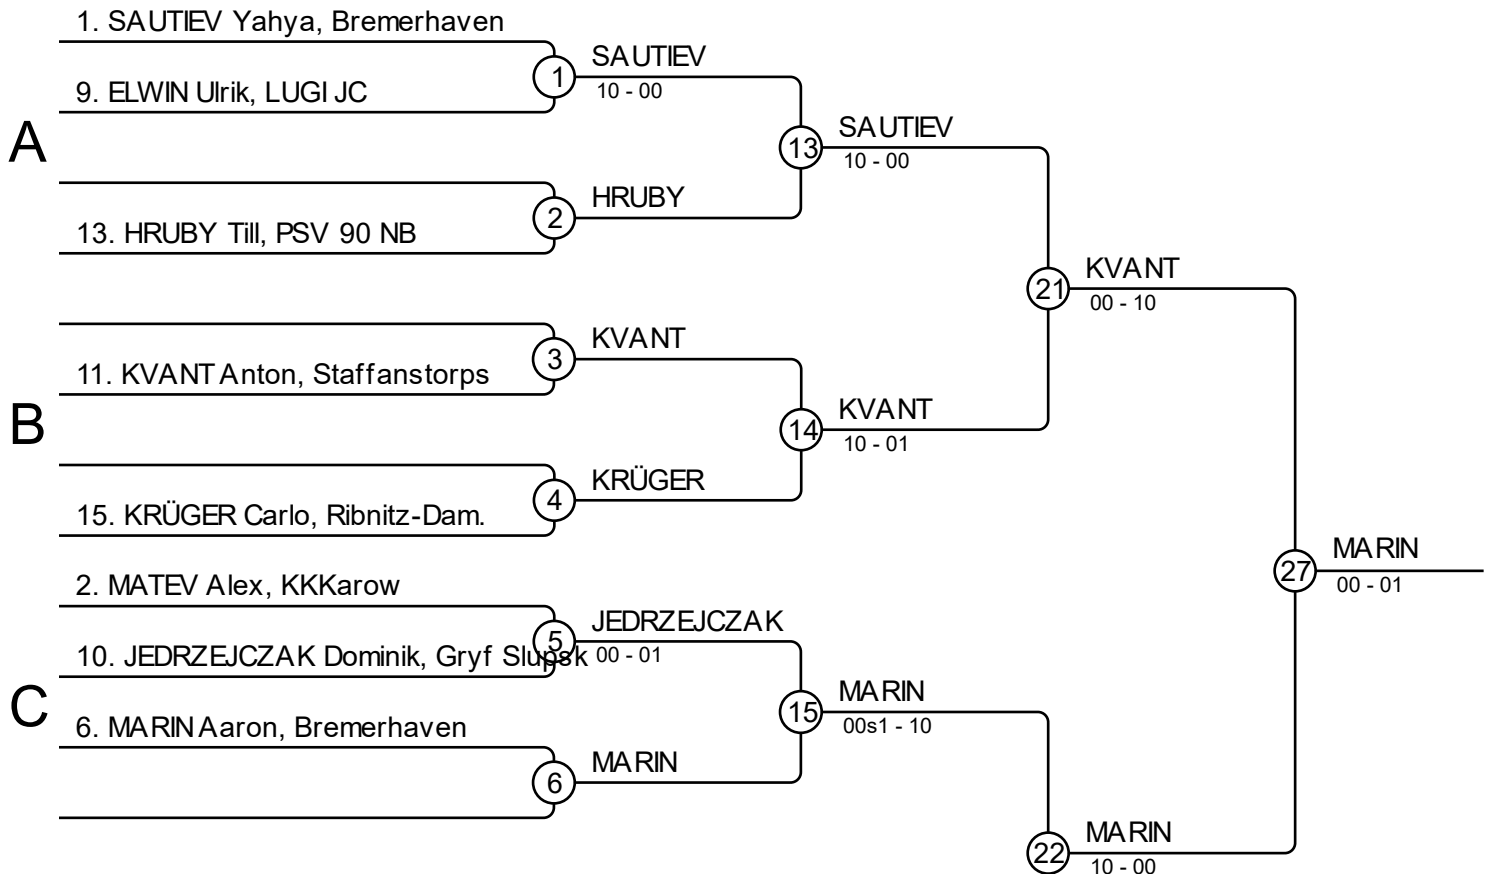 1. SAUTIEV Yahya, Bremerhaven
1
SAUTIEV
10 - 00
9. ELWIN Ulrik, LUGI JC
A
13
SAUTIEV
10 - 00
2
HRUBY
13. HRUBY Till, PSV 90 NB
21
KVANT
00 - 10
3
KVANT
11. KVANT Anton, Staffanstorps
B
14
KVANT
10 - 01
4
KRÜGER
15. KRÜGER Carlo, Ribnitz-Dam.
27
MARIN
00 - 01
2. MATEV Alex, KKKarow
5
JEDRZEJCZAK
00 - 01
10. JEDRZEJCZAK Dominik, Gryf Slupsk
C
15
MARIN
00s1 - 10
6. MARIN Aaron, Bremerhaven
6
MARIN
22
MARIN
10 - 00